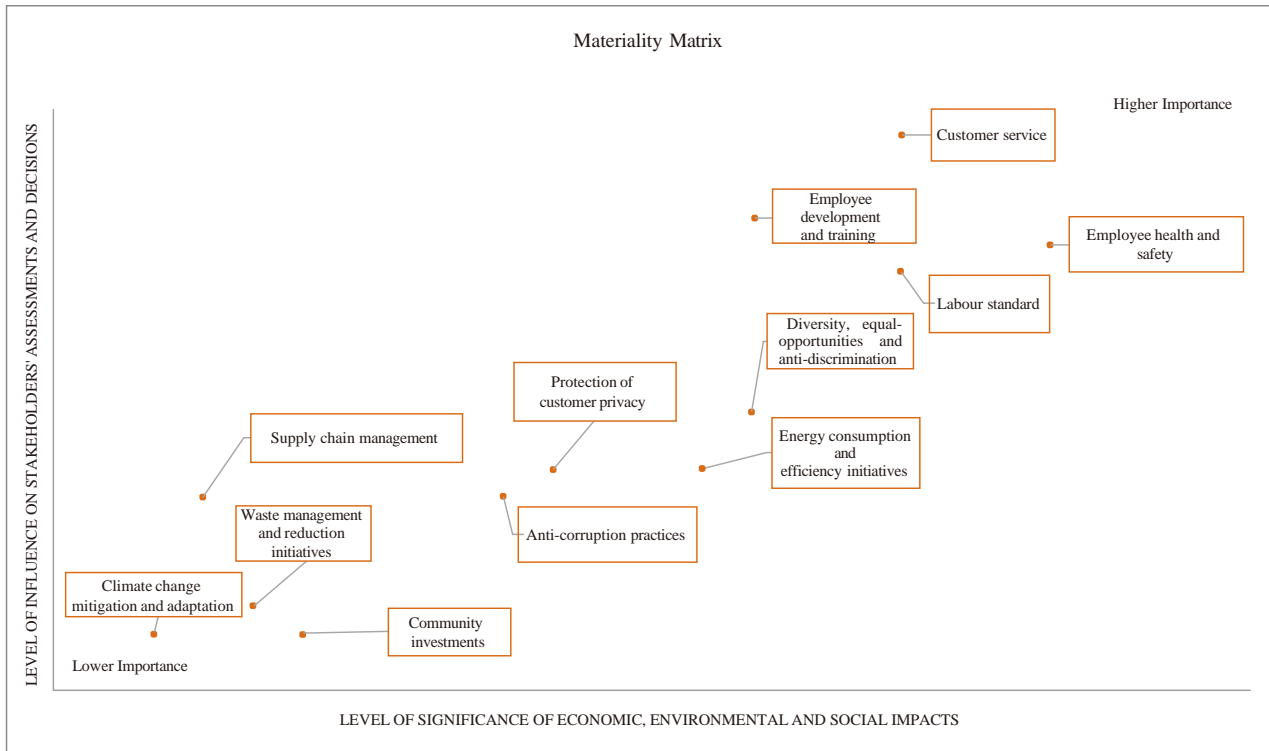 Materiality Matrix
Higher Importance
LEVEL OF INFLUENCE ON STAKEHOLDERS' ASSESSMENTS AND DECISIONS
Customer service
Employee
development
and training
Employee health and
safety
Labour standard
Diversity, equal-
opportunities and
anti-discrimination
Protection of
customer privacy
Supply chain management
Energy consumption
and
efficiency initiatives
Waste management
and reduction
initiatives
Anti-corruption practices
Climate change
mitigation and adaptation
Community
investments
Lower Importance
LEVEL OF SIGNIFICANCE OF ECONOMIC, ENVIRONMENTAL AND SOCIAL IMPACTS